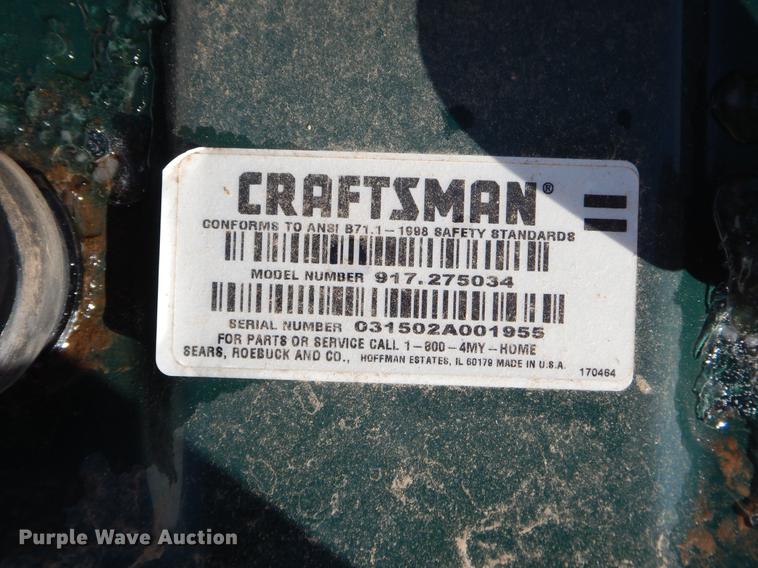 CRAFTSMAN®
CONFORMS TO ANSI B71.1-1998 SAFETY STANDARDS
MODEL NUMBER 917.275034
SERIAL NUMBER 031502A001955
FOR PARTS OR SERVICE CALL 1-800-4MY-HOME
SEARS, ROEBUCK AND CO., HOFFMAN ESTATES, IL 60179 MADE IN U.S.A.
170464
Purple Wave Auction